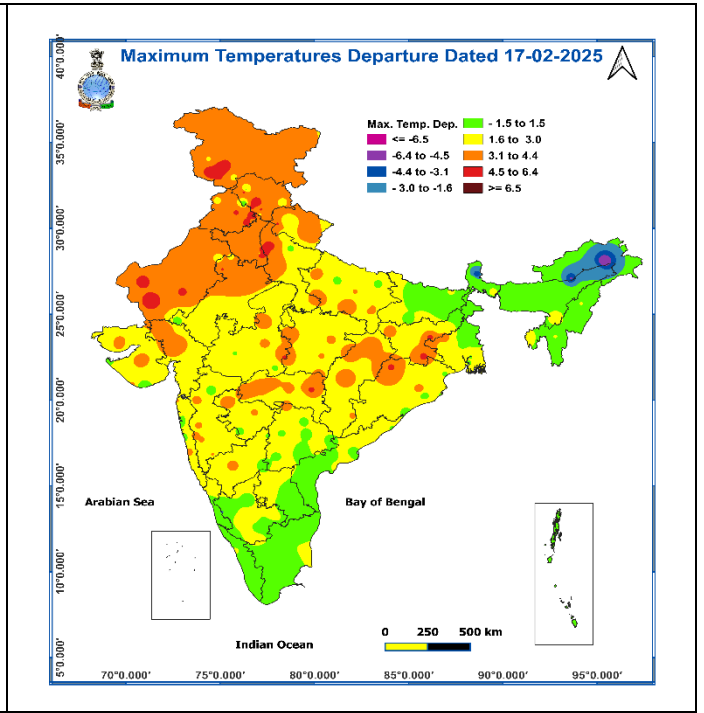 Maximum Temperatures Departure Dated 17-02-2025
Max. Temp. Dep.
<= -6.5
-6.4 to -4.5
-4.4 to -3.1
- 3.0 to -1.6
- 1.5 to 1.5
1.6 to 3.0
3.1 to 4.4
4.5 to 6.4
>= 6.5
40°0.000'
35°0.000'
30°0.000'
25°0.000'
20°0.000'
15°0.000'
10°0.000'
5°0.000'
Arabian Sea
Bay of Bengal
Indian Ocean
0 250 500 km
70°0.000' 75°0.000' 80°0.000' 85°0.000' 90°0.000' 95°0.000'